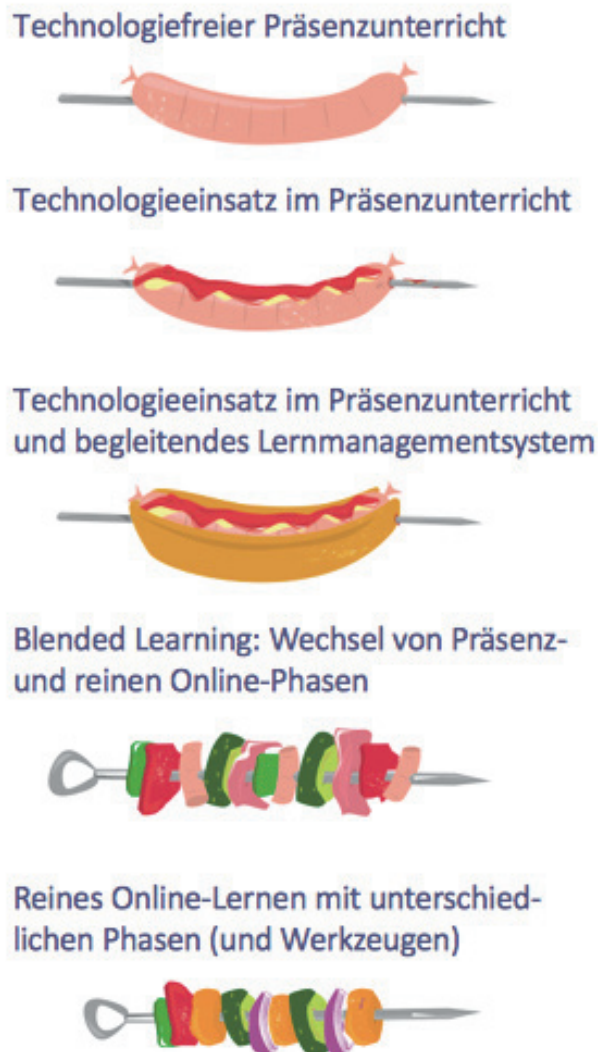 Technologiefreier Präsenzunterricht
Technologieeinsatz im Präsenzunterricht
Technologieeinsatz im Präsenzunterricht
und begleitendes Lernmanagementsystem
Blended Learning: Wechsel von Präsenz-
und reinen Online-Phasen
Reines Online-Lernen mit unterschied-
lichen Phasen (und Werkzeugen)